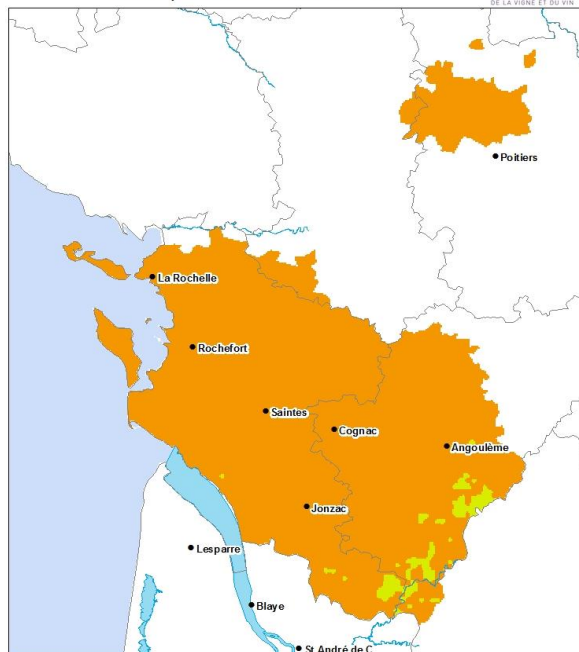 DE LA VIGNE ET DU VIN
Poitiers
La Rochelle
Rochefort
Saintes
Cognac
Angoulême
Jonzac
Lesparre
Blaye
St André de C